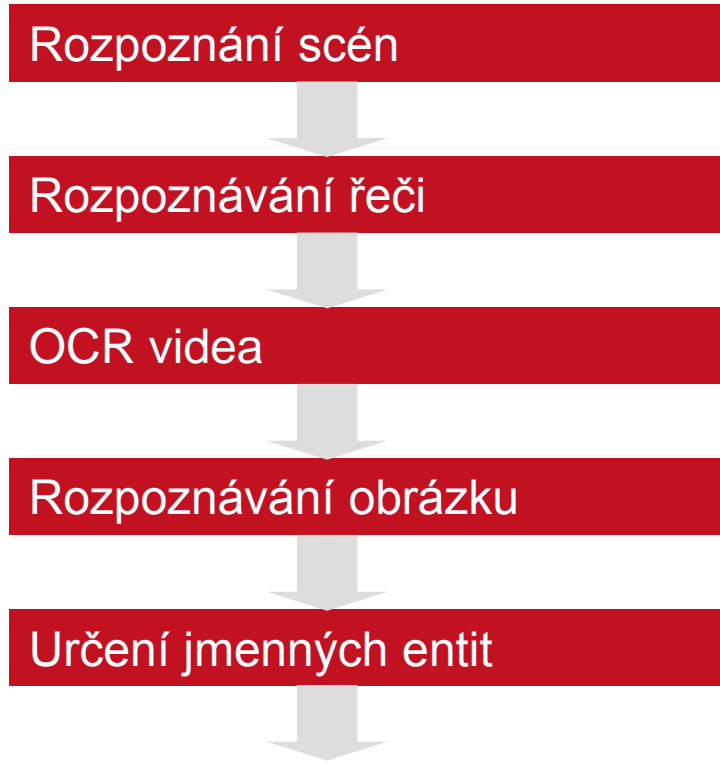 Rozpoznání scén
Rozpoznávání řeči
OCR videa
Rozpoznávání obrázku
Určení jmenných entit